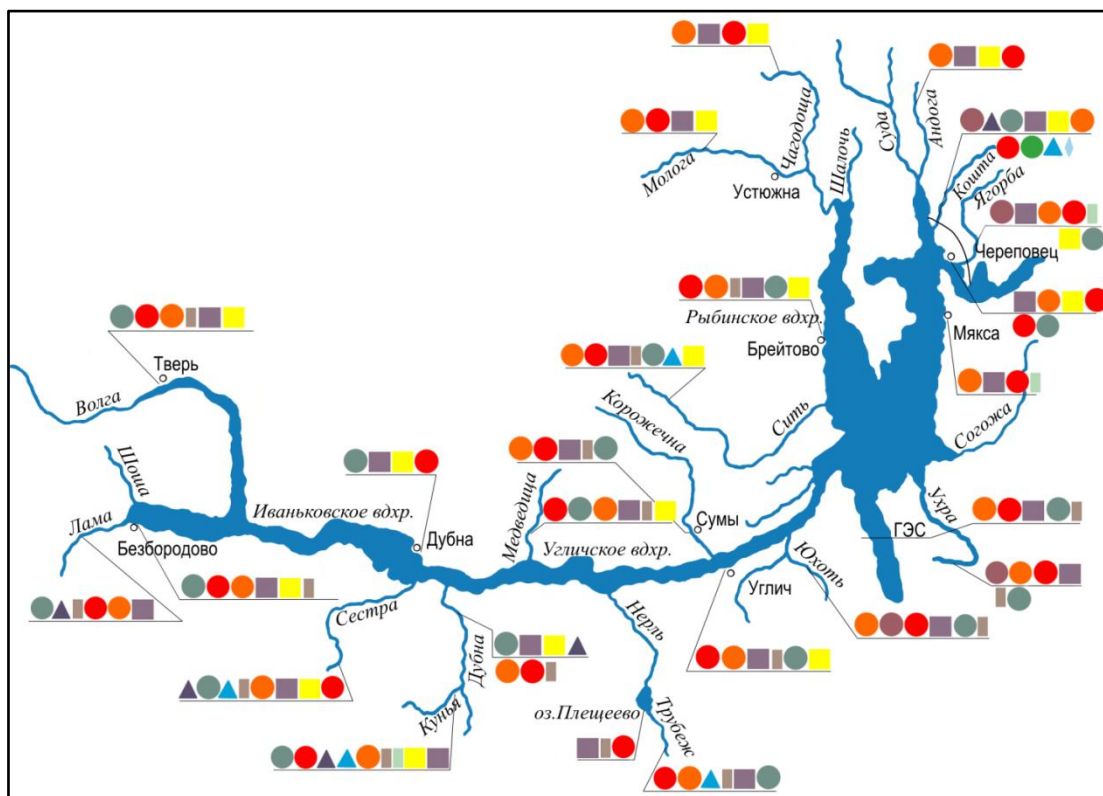 Чагодоща
Молога
Устюжна
Шалочь
Суда
Андога
Кошта
Ягорба
Череповец
Рыбинское вдхр.
Брейтово
Мякса
Тверь
Волга
Корожечна
Сить
Согожа
Шоша
Лама
Безбородово
Иваньковское вдхр.
Дубна
Медведица
Сумы
Угличское вдхр.
Ухра
ГЭС
Углич
Юхоть
Сестра
Дубна
Нерль
Кунья
оз.Плещеево
Трубеж